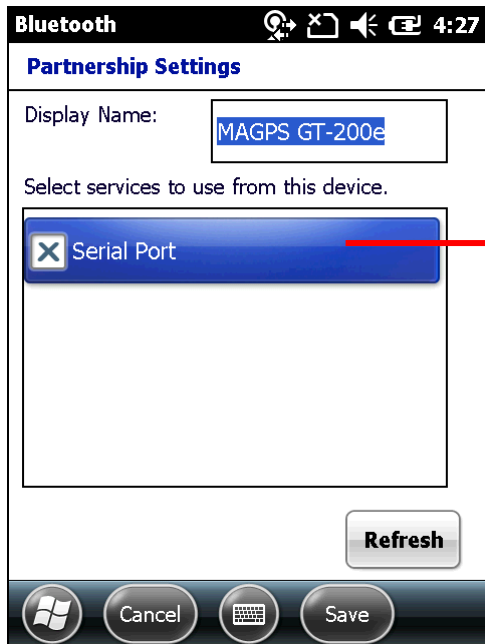 Bluetooth 4:27
Partnership Settings
Display Name:
MAGPS GT-200e
Select services to use from this device.
Serial Port
Refresh
Cancel Save